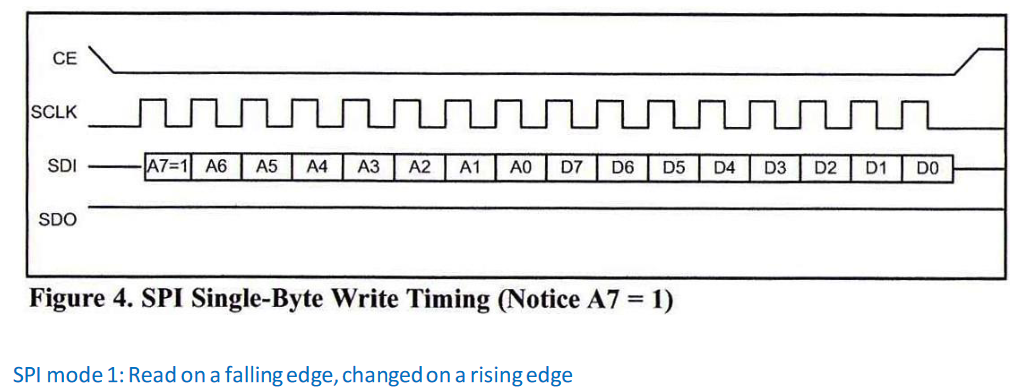 CE
SCLK
SDI A7=1 A6 A5 A4 A3 A2 A1 A0 D7 D6 D5 D4 D3 D2 D1 D0
SDO
Figure 4. SPI Single-Byte Write Timing (Notice A7 = 1)
SPI mode 1: Read on a falling edge, changed on a rising edge